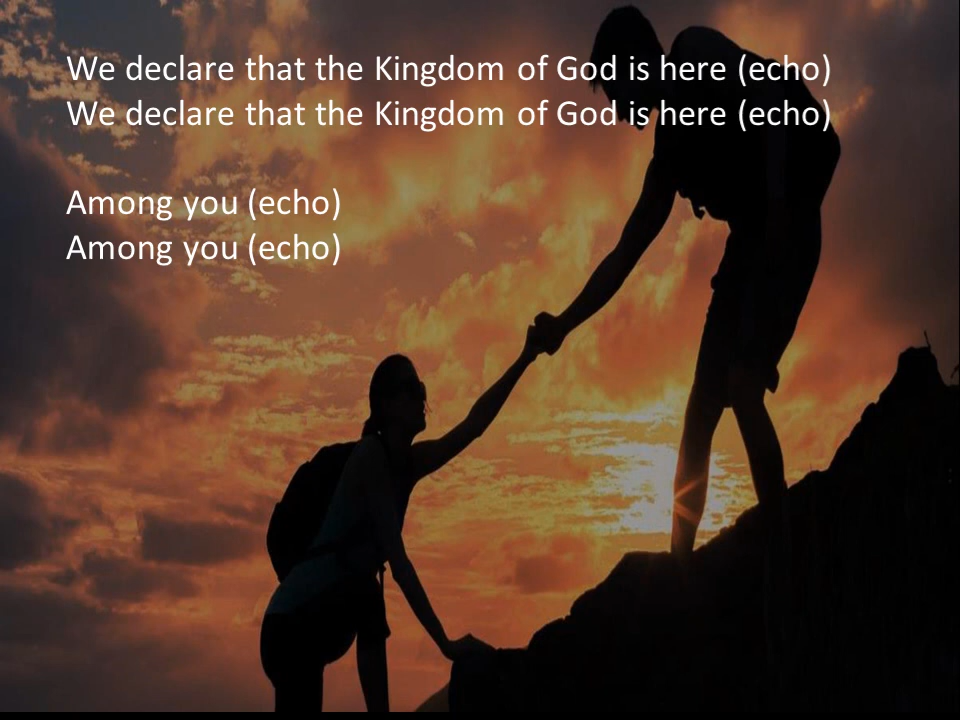 We declare that the Kingdom of God is here (echo)
We declare that the Kingdom of God is here (echo)
Among you (echo)
Among you (echo)